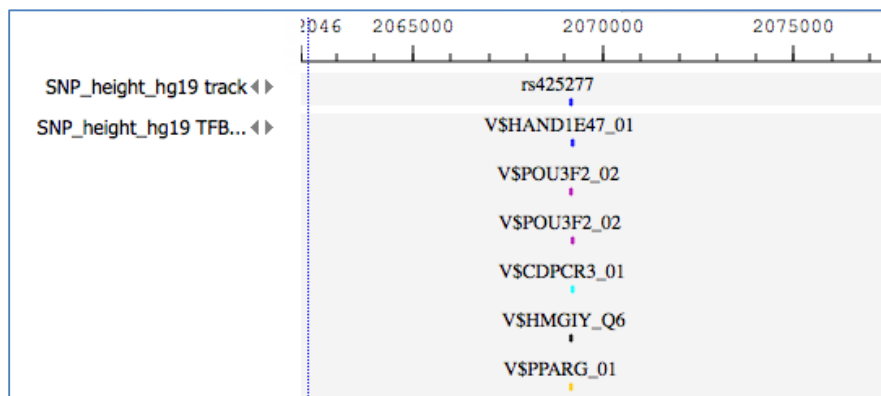 2046 2065000 2070000 2075000
SNP_height_hg19 track
rs425277
SNP_height_hg19 TFB...
V$HAND1E47_01
V$POU3F2_02
V$POU3F2_02
V$CDPCR3_01
V$HMGIY_Q6
V$PPARG_01